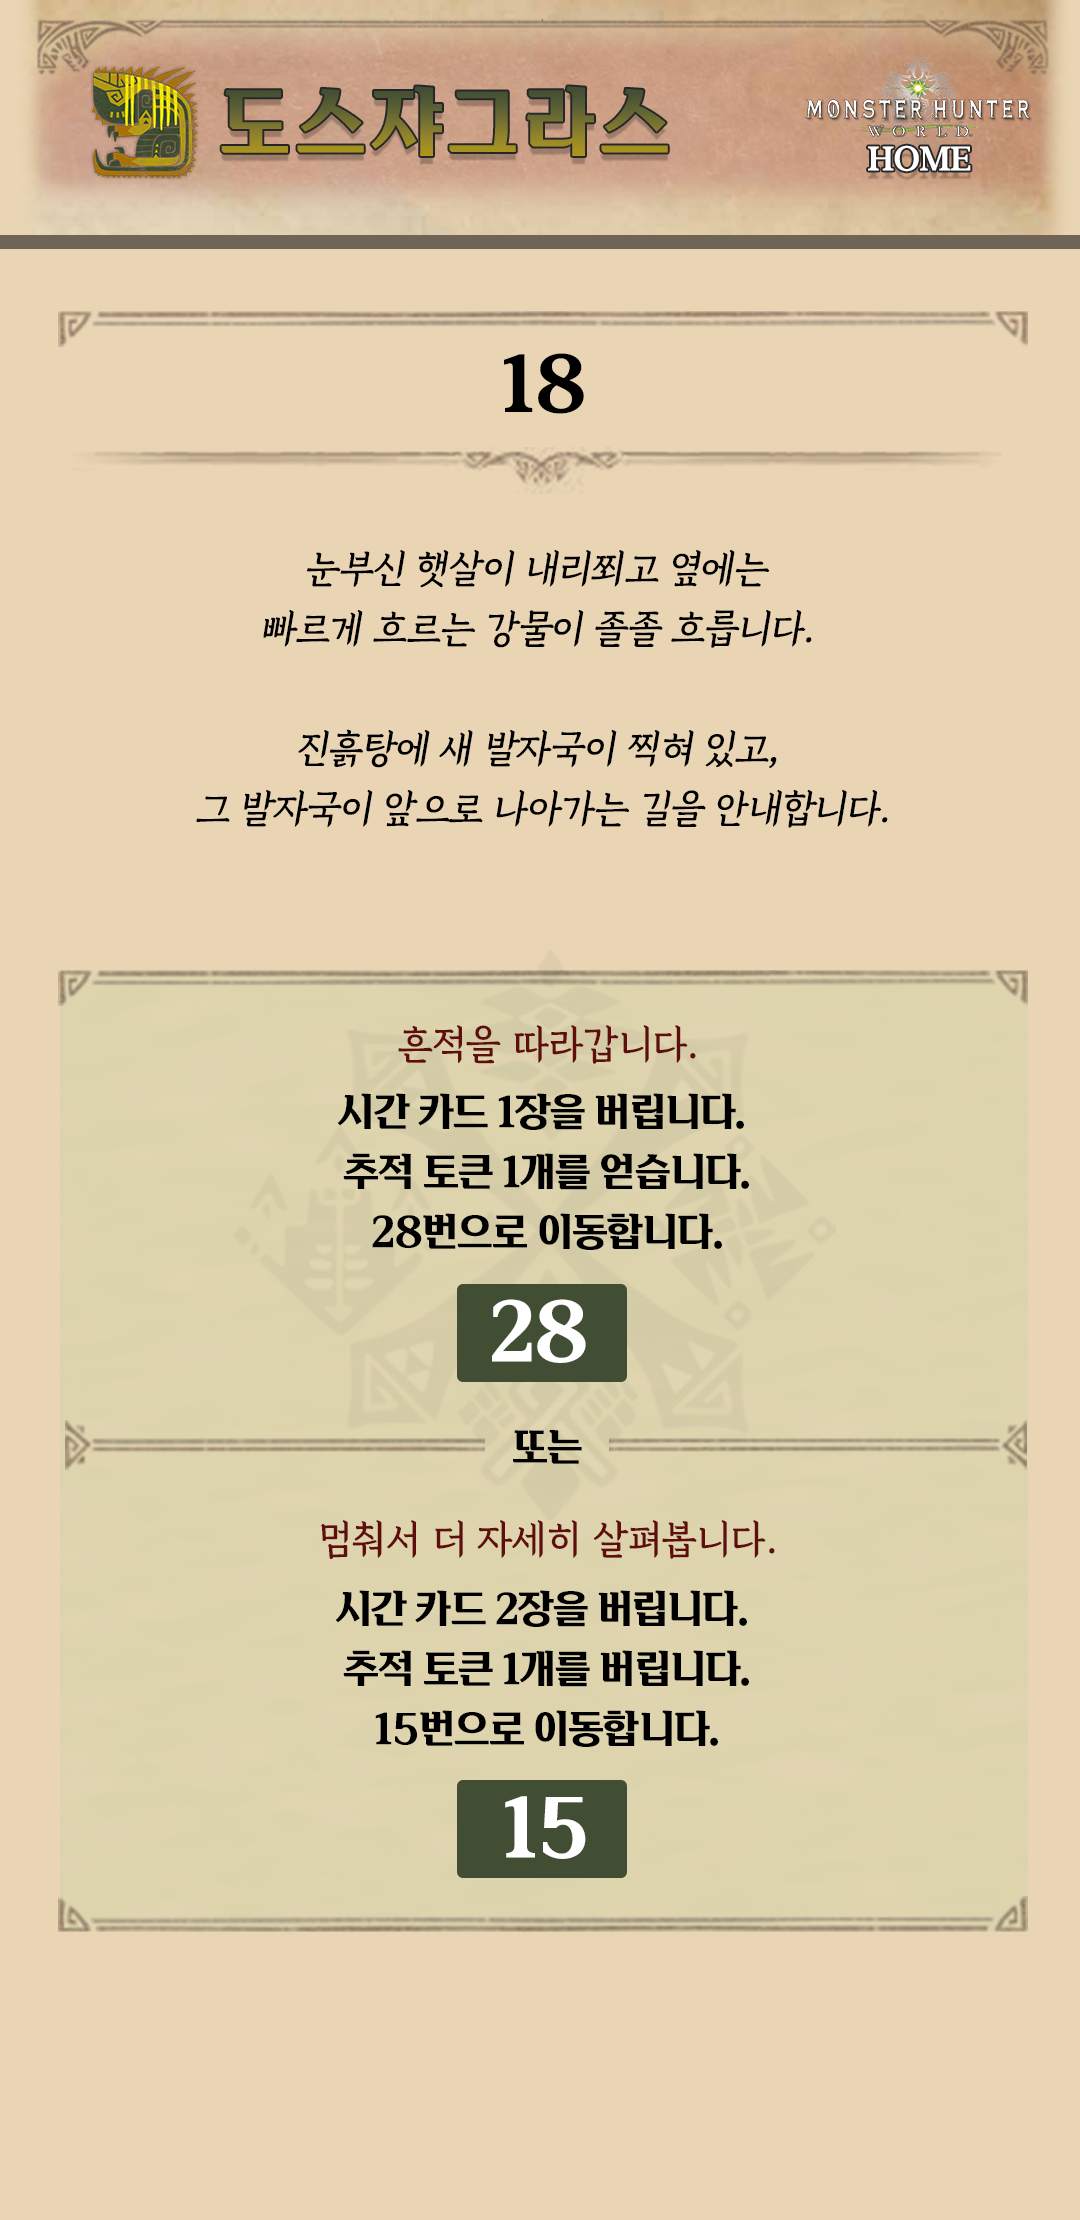 도스쟈그라스
MONSTER HUNTER
WORLD
HOME
18
눈부신 햇살이 내리쬐고 옆에는
빠르게 흐르는 강물이 졸졸 흐릅니다.
진흙탕에 새 발자국이 찍혀 있고,
그 발자국이 앞으로 나아가는 길을 안내합니다.
흔적을 따라갑니다.
시간 카드 1장을 버립니다.
추적 토큰 1개를 얻습니다.
28번으로 이동합니다.
28
또는
멈춰서 더 자세히 살펴봅니다.
시간 카드 2장을 버립니다.
추적 토큰 1개를 버립니다.
15번으로 이동합니다.
15